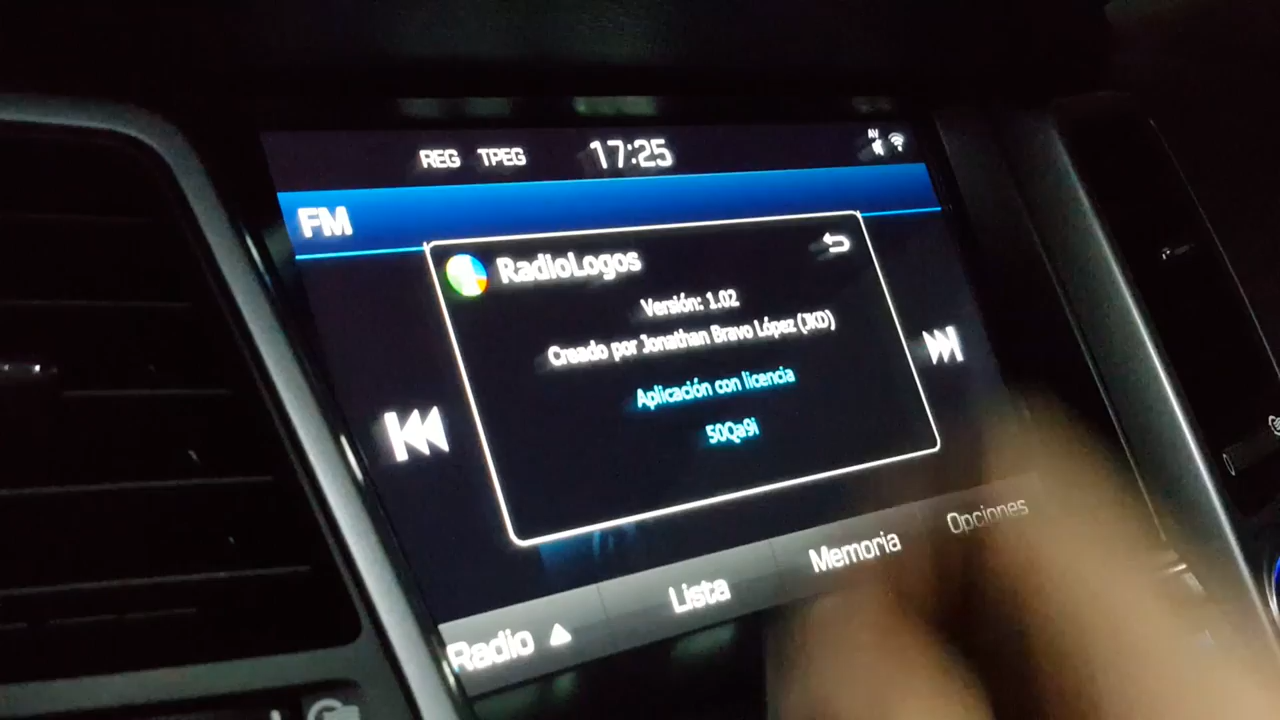 REG TPEG 17:25 AV
FM
RadioLogos
Versión: 1.02
Creado por Jonathan Bravo López (JKD)
Aplicación con licencia
50Qa9i
Radio Lista Memoria Opciones